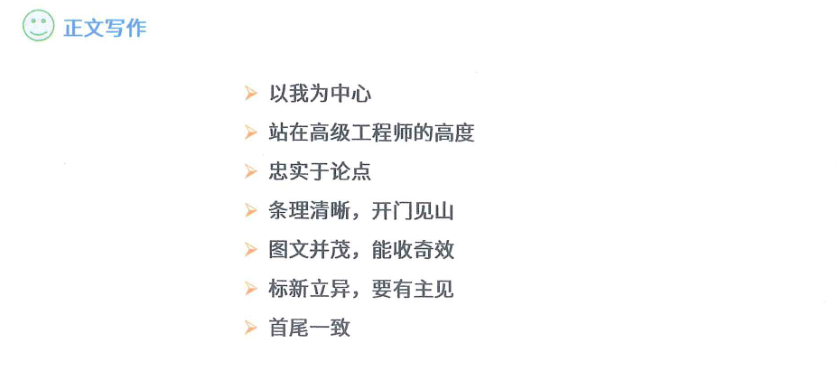 正文写作
以我为中心
站在高级工程师的高度
忠实于论点
条理清晰，开门见山
图文并茂，能收奇效
标新立异，要有主见
首尾一致